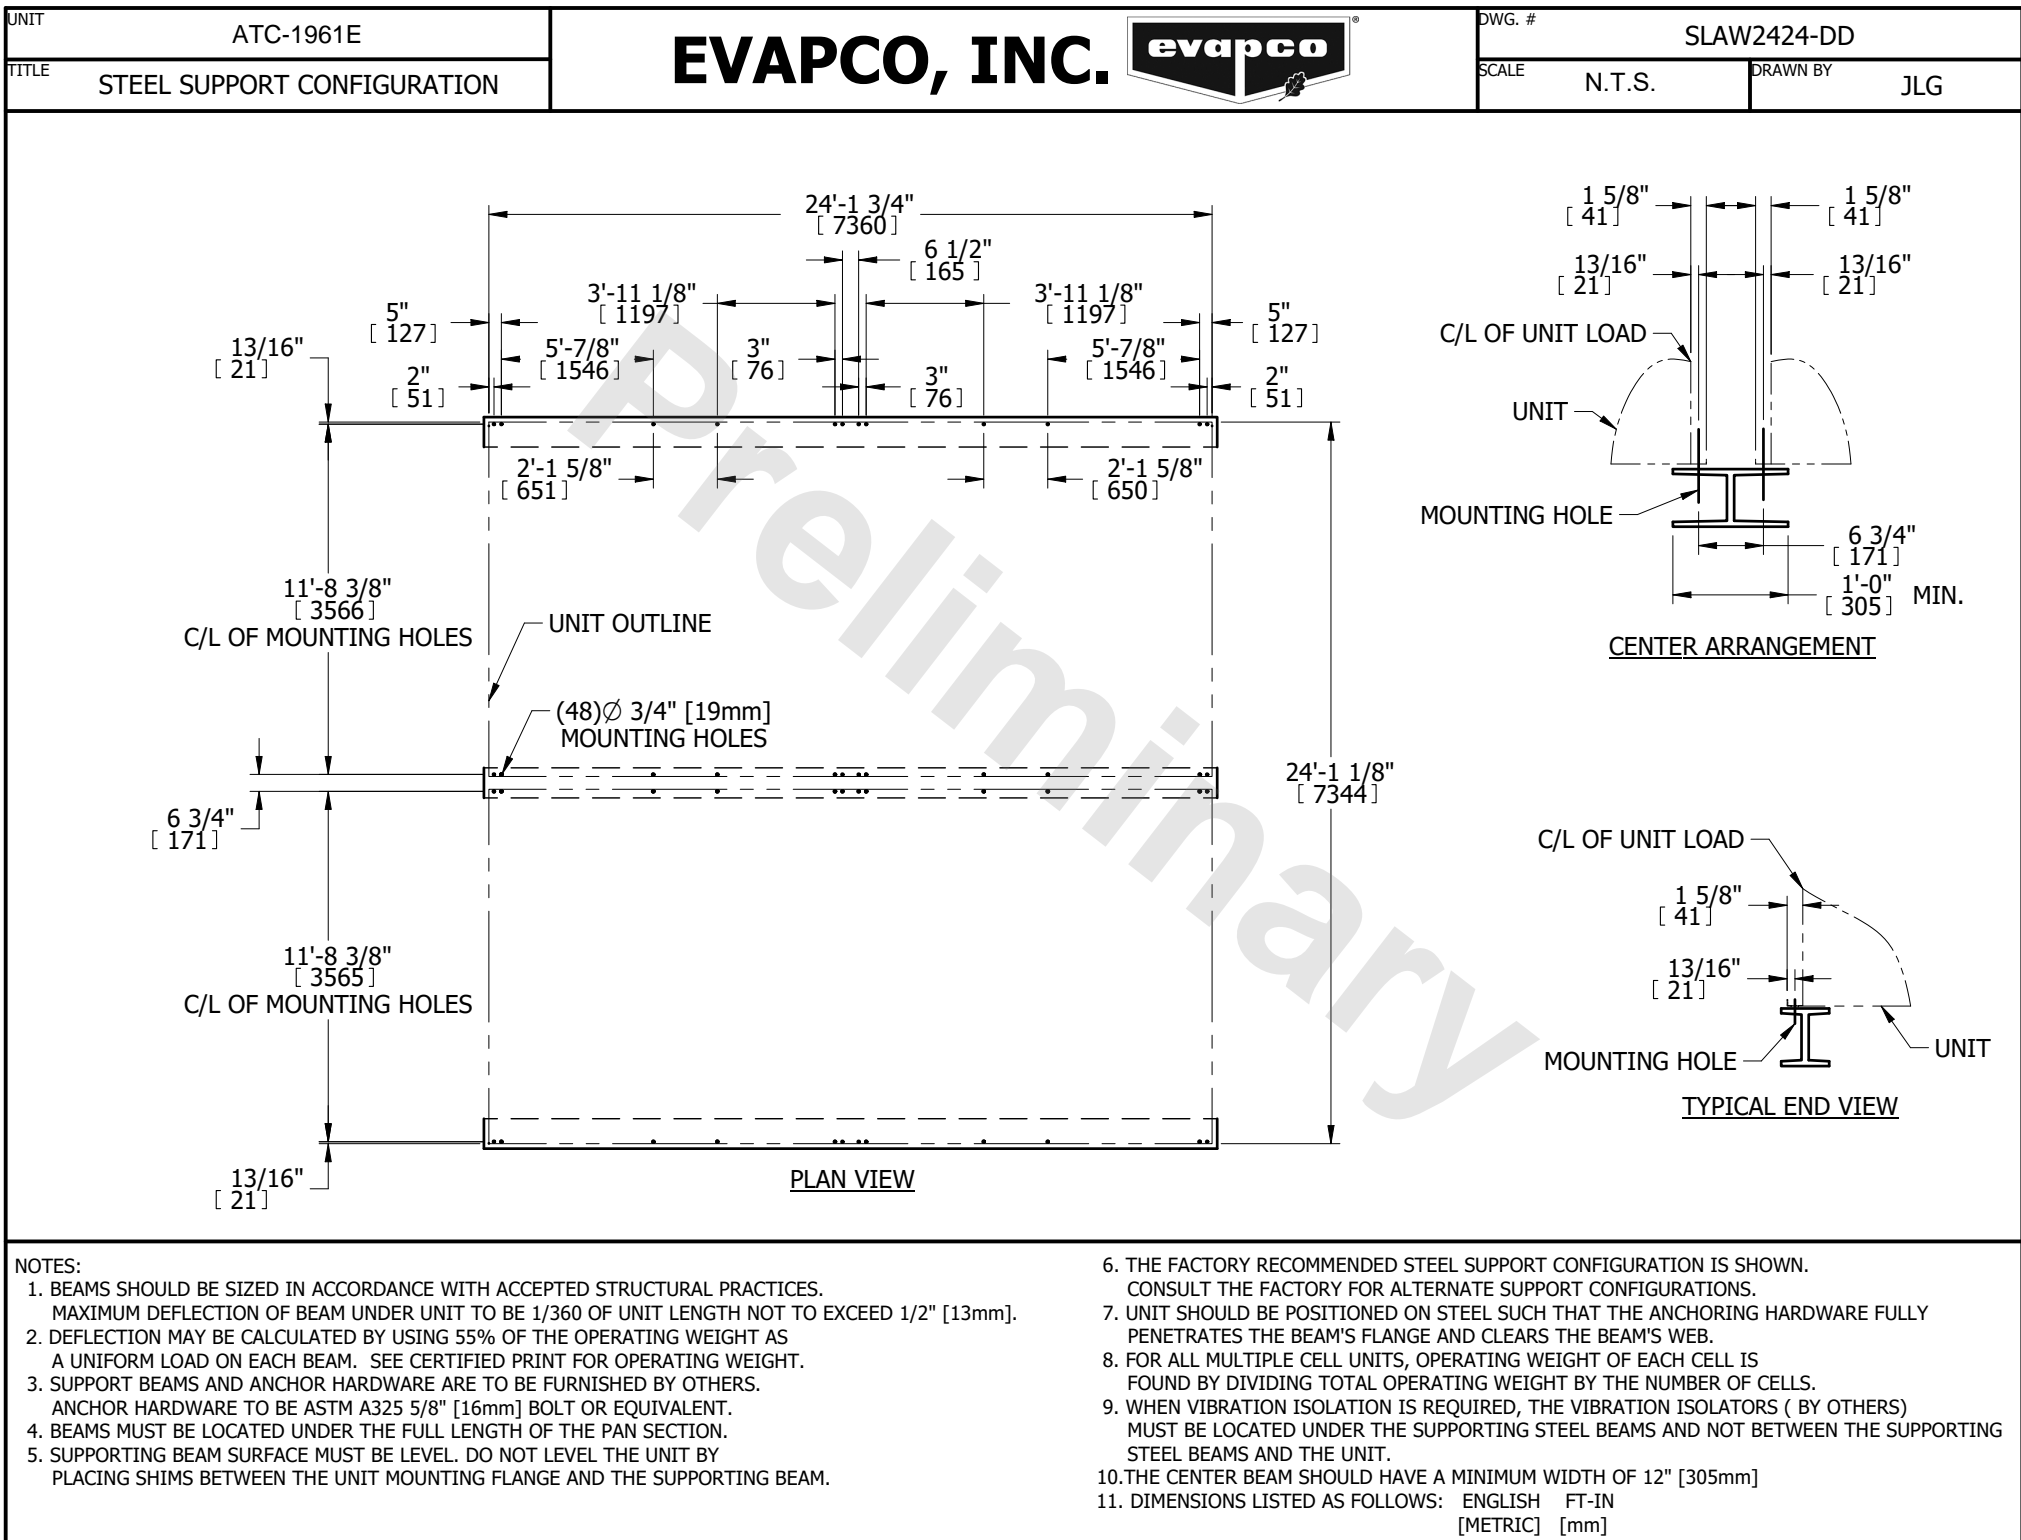 UNIT
ATC-1961E
TITLE
STEEL SUPPORT CONFIGURATION
EVAPCO, INC.
evapco
®
DWG. #
SLAW2424-DD
SCALE
N.T.S.
DRAWN BY
JLG
24'-1 3/4"
[ 7360 ]
6 1/2"
[ 165 ]
3'-11 1/8"
[ 1197 ]
3'-11 1/8"
[ 1197 ]
5"
[ 127 ]
5"
[ 127 ]
13/16"
[ 21 ]
5'-7/8"
[ 1546 ]
3"
[ 76 ]
5'-7/8"
[ 1546 ]
2"
[ 51 ]
3"
[ 76 ]
2"
[ 51 ]
2'-1 5/8"
[ 651 ]
2'-1 5/8"
[ 650 ]
11'-8 3/8"
[ 3566 ]
C/L OF MOUNTING HOLES
UNIT OUTLINE
(48)Ø 3/4" [19mm]
MOUNTING HOLES
6 3/4"
[ 171 ]
24'-1 1/8"
[ 7344 ]
11'-8 3/8"
[ 3565 ]
C/L OF MOUNTING HOLES
13/16"
[ 21 ]
PLAN VIEW
Preliminary
1 5/8"
[ 41 ]
1 5/8"
[ 41 ]
13/16"
[ 21 ]
13/16"
[ 21 ]
C/L OF UNIT LOAD
UNIT
MOUNTING HOLE
6 3/4"
[ 171 ]
1'-0"
[ 305 ] MIN.
CENTER ARRANGEMENT
C/L OF UNIT LOAD
1 5/8"
[ 41 ]
13/16"
[ 21 ]
MOUNTING HOLE
UNIT
TYPICAL END VIEW
NOTES:
1. BEAMS SHOULD BE SIZED IN ACCORDANCE WITH ACCEPTED STRUCTURAL PRACTICES.
MAXIMUM DEFLECTION OF BEAM UNDER UNIT TO BE 1/360 OF UNIT LENGTH NOT TO EXCEED 1/2" [13mm].
2. DEFLECTION MAY BE CALCULATED BY USING 55% OF THE OPERATING WEIGHT AS
A UNIFORM LOAD ON EACH BEAM. SEE CERTIFIED PRINT FOR OPERATING WEIGHT.
3. SUPPORT BEAMS AND ANCHOR HARDWARE ARE TO BE FURNISHED BY OTHERS.
ANCHOR HARDWARE TO BE ASTM A325 5/8" [16mm] BOLT OR EQUIVALENT.
4. BEAMS MUST BE LOCATED UNDER THE FULL LENGTH OF THE PAN SECTION.
5. SUPPORTING BEAM SURFACE MUST BE LEVEL. DO NOT LEVEL THE UNIT BY
PLACING SHIMS BETWEEN THE UNIT MOUNTING FLANGE AND THE SUPPORTING BEAM.
6. THE FACTORY RECOMMENDED STEEL SUPPORT CONFIGURATION IS SHOWN.
CONSULT THE FACTORY FOR ALTERNATE SUPPORT CONFIGURATIONS.
7. UNIT SHOULD BE POSITIONED ON STEEL SUCH THAT THE ANCHORING HARDWARE FULLY
PENETRATES THE BEAM'S FLANGE AND CLEARS THE BEAM'S WEB.
8. FOR ALL MULTIPLE CELL UNITS, OPERATING WEIGHT OF EACH CELL IS
FOUND BY DIVIDING TOTAL OPERATING WEIGHT BY THE NUMBER OF CELLS.
9. WHEN VIBRATION ISOLATION IS REQUIRED, THE VIBRATION ISOLATORS ( BY OTHERS)
MUST BE LOCATED UNDER THE SUPPORTING STEEL BEAMS AND NOT BETWEEN THE SUPPORTING
STEEL BEAMS AND THE UNIT.
10.THE CENTER BEAM SHOULD HAVE A MINIMUM WIDTH OF 12" [305mm]
11. DIMENSIONS LISTED AS FOLLOWS: ENGLISH FT-IN
[METRIC] [mm]